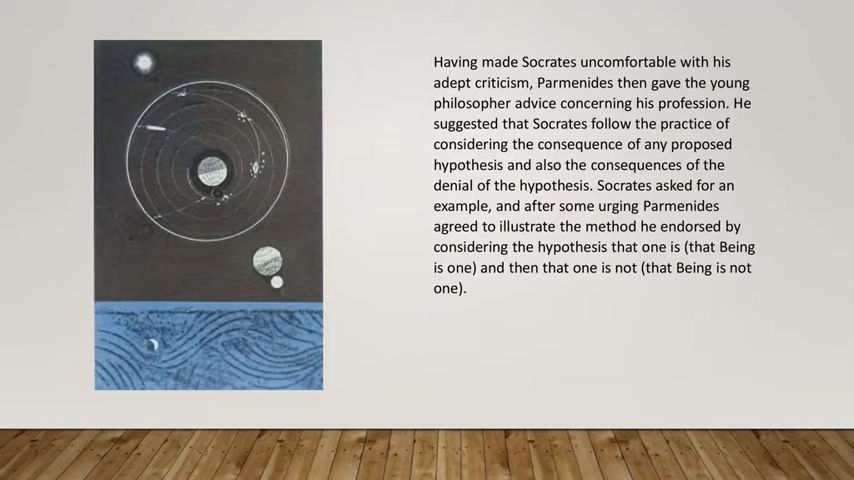 Having made Socrates uncomfortable with his
adept criticism, Parmenides then gave the young
philosopher advice concerning his profession. He
suggested that Socrates follow the practice of
considering the consequence of any proposed
hypothesis and also the consequences of the
denial of the hypothesis. Socrates asked for an
example, and after some urging Parmenides
agreed to illustrate the method he endorsed by
considering the hypothesis that one is (that Being
is one) and then that one is not (that Being is not
one).